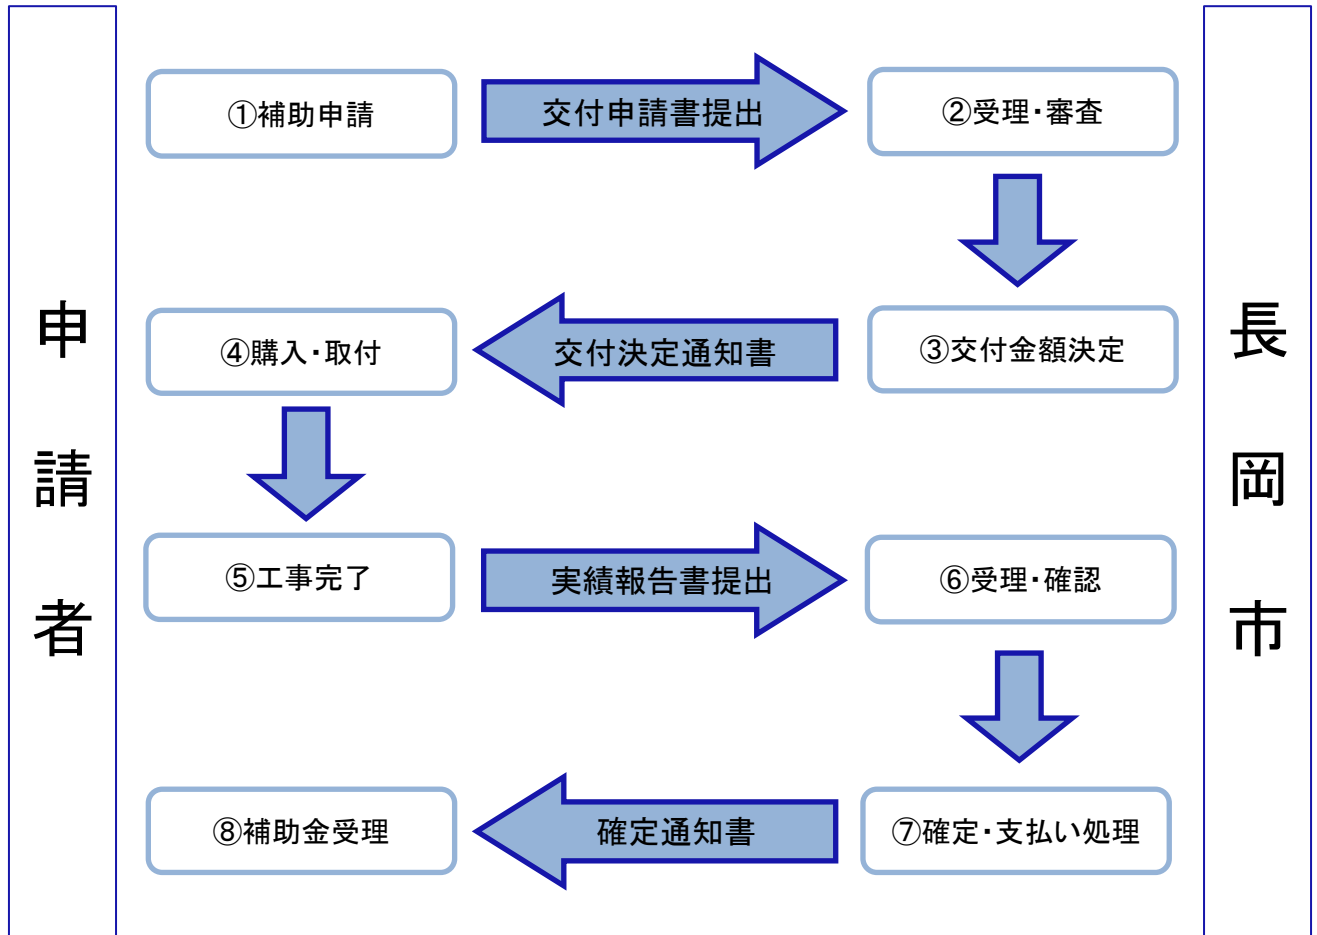 申請者
長岡市
①補助申請
交付申請書提出
②受理・審査
③交付金額決定
交付決定通知書
④購入・取付
⑤工事完了
実績報告書提出
⑥受理・確認
⑦確定・支払い処理
確定通知書
⑧補助金受理